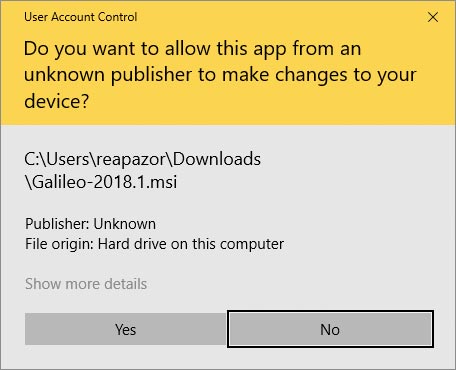 User Account Control
Do you want to allow this app from an
unknown publisher to make changes to your
device?
C:\Users\reapazor\Downloads
\Galileo-2018.1.msi
Publisher: Unknown
File origin: Hard drive on this computer
Show more details
Yes
No